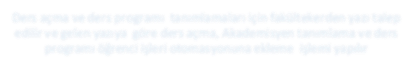 Ders açma ve ders programı tanımlamaları için fakültelerden yazı talep
edilir ve gelen yazıya göre ders açma, Akademisyen tanımlama ve ders
programı öğrenci işleri otomasyonuna ekleme işlemi yapılır